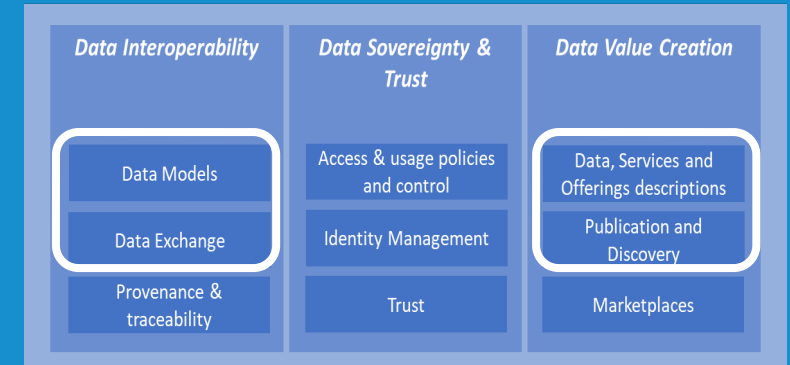 Data Interoperability
Data Models
Data Exchange
Provenance &
traceability
Data Sovereignty &
Trust
Access & usage policies
and control
Identity Management
Trust
Data Value Creation
Data, Services and
Offerings descriptions
Publication and
Discovery
Marketplaces